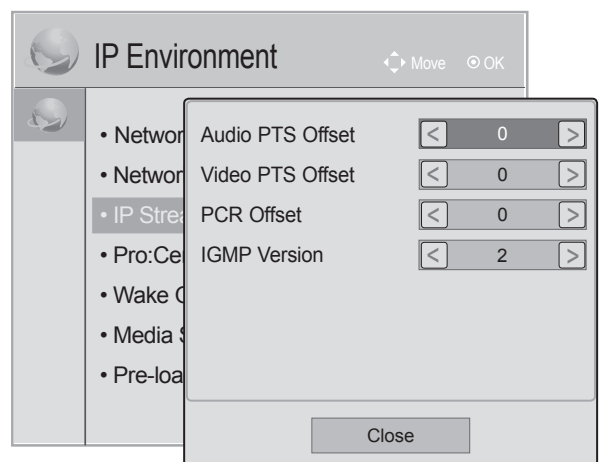 IP Environment
Move OK
• Networ
• Networ
• IP Strea
• Pro:Ce
• Wake
• Media
• Pre-loa
Audio PTS Offset < 0 >
Video PTS Offset < 0 >
PCR Offset < 0 >
IGMP Version < 2 >
Close